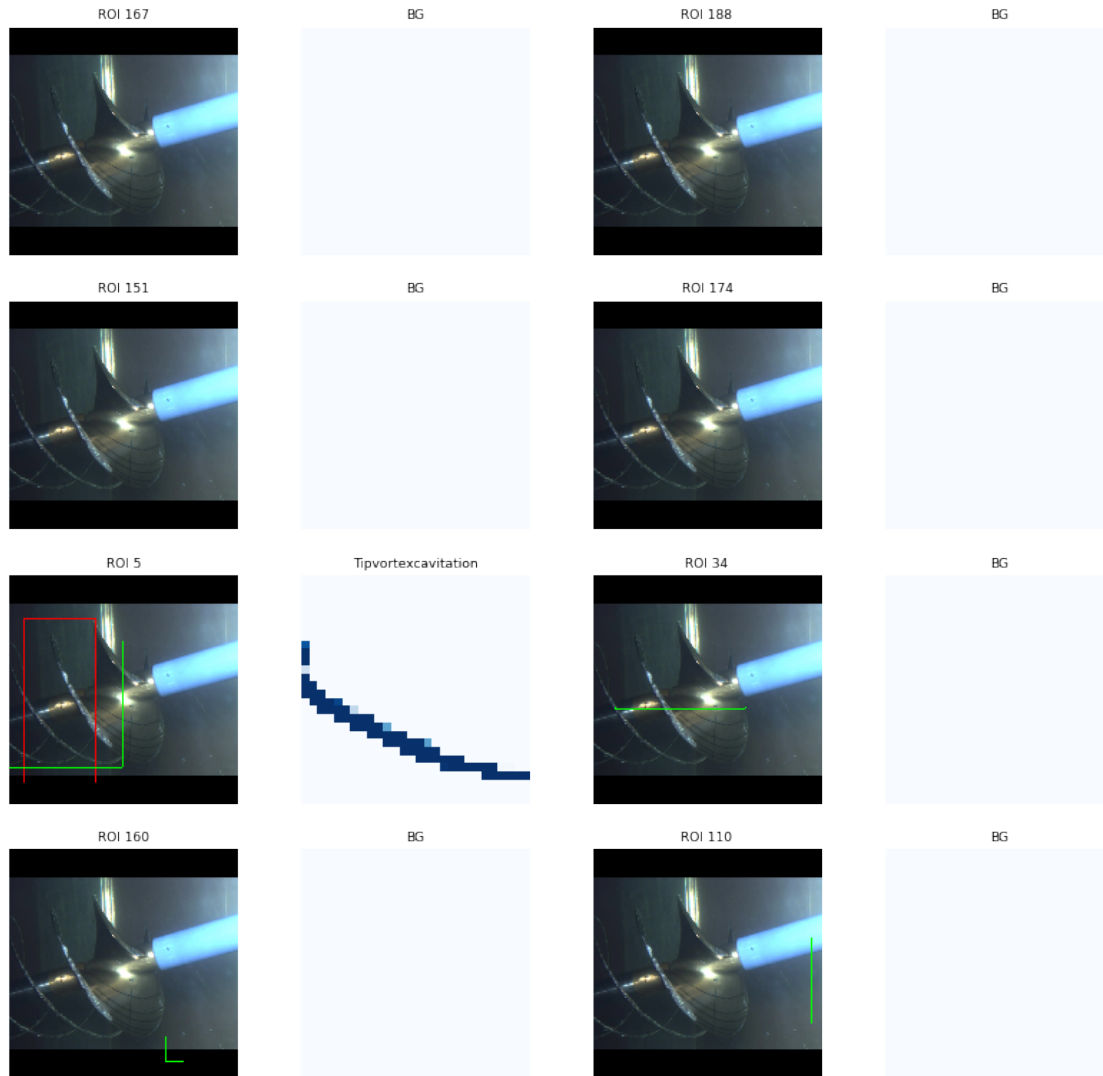 ROI 167 BG ROI 188 BG
ROI 151 BG ROI 174 BG
ROI 5 Tipvortexcavitation ROI 34 BG
ROI 160 BG ROI 110 BG